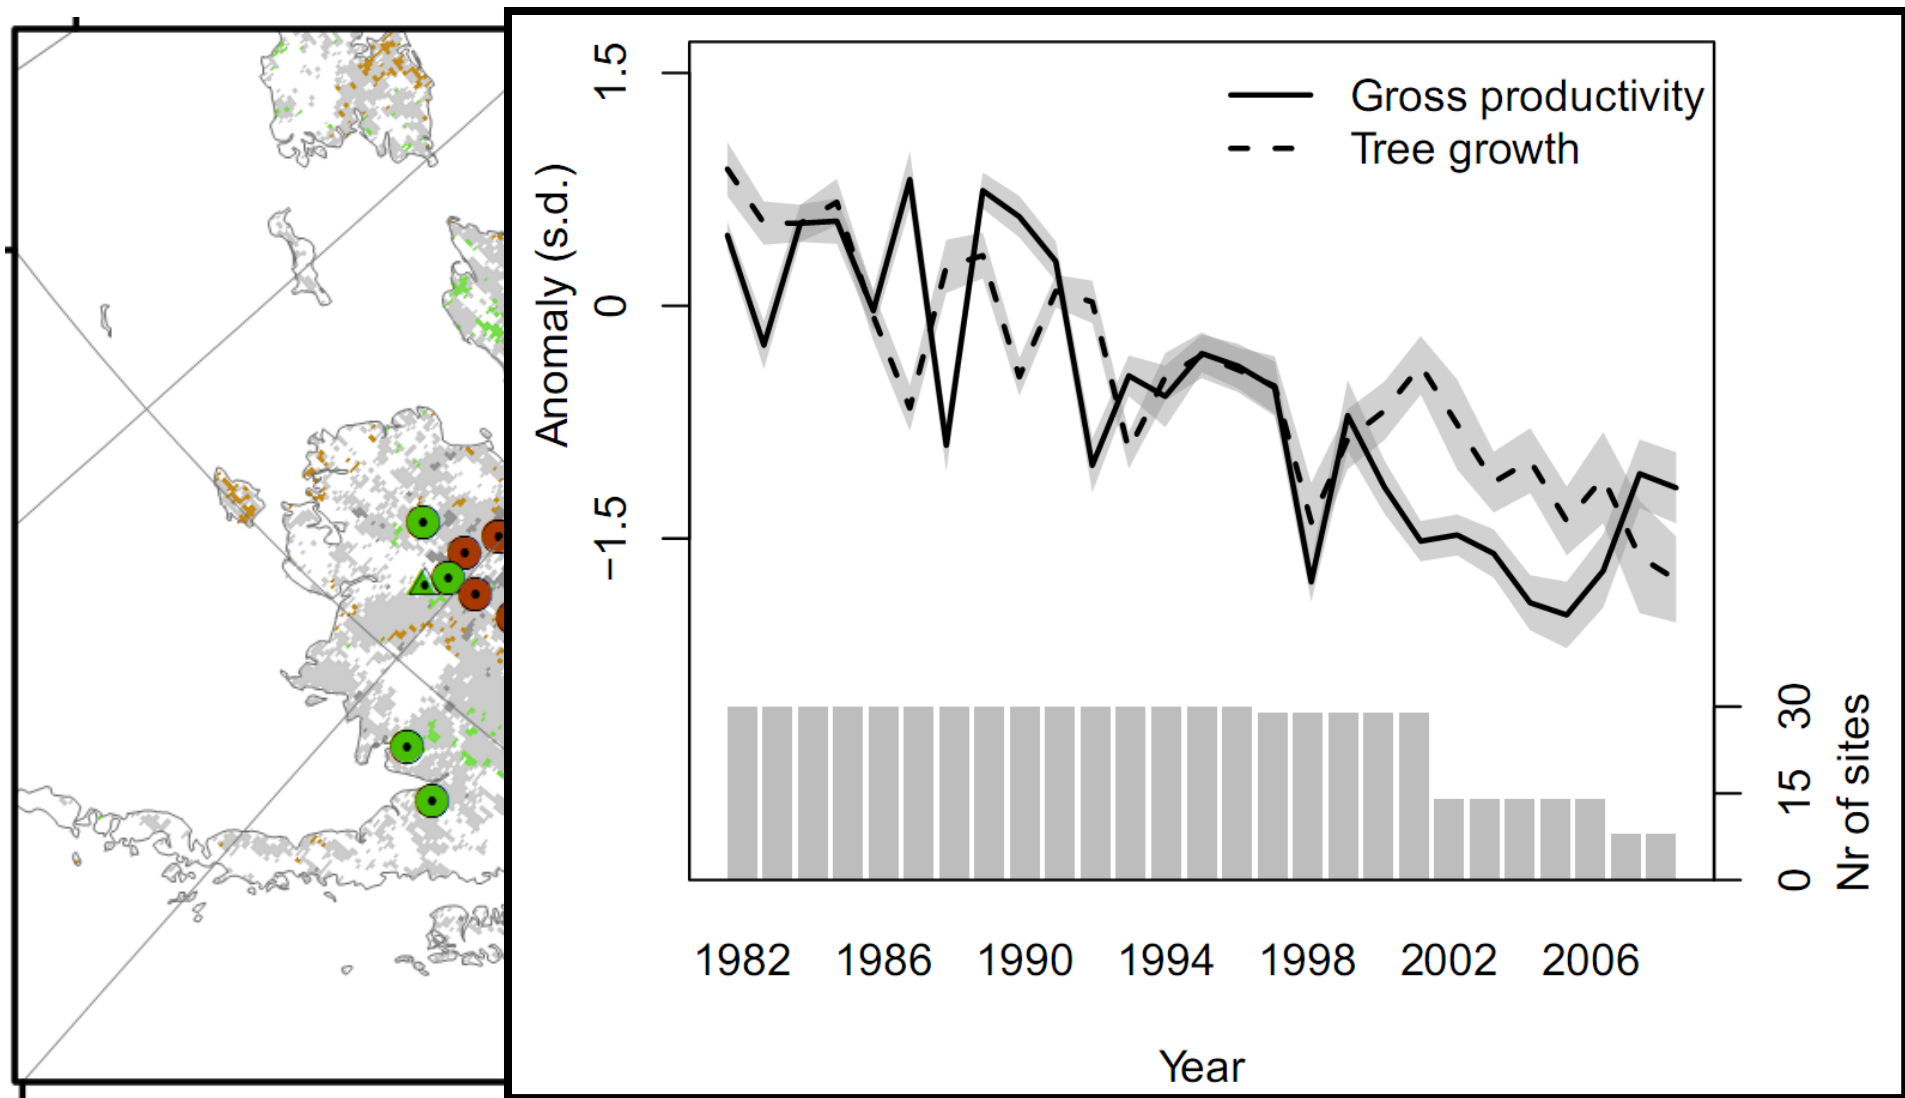 Gross productivity
Tree growth
Anomaly (s.d.)
1.5
0
−1.5
30
15
0
Nr of sites
1982 1986 1990 1994 1998 2002 2006
Year